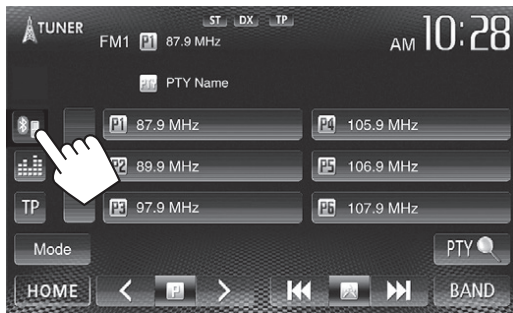 TUNER
ST DX TP
FM1 P1 87.9 MHz
AM 10:28
PTY Name
P1 87.9 MHz
P4 105.9 MHz
P2 89.9 MHz
P5 106.9 MHz
TP
P3 97.9 MHz
P6 107.9 MHz
Mode
PTY
HOME
P
BAND